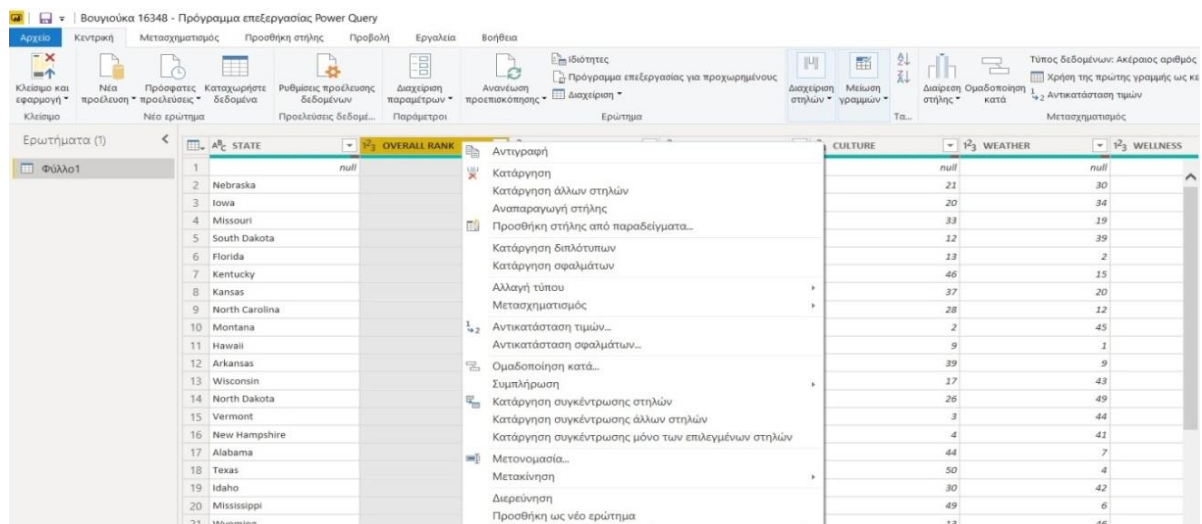 Βουγιούκα 16348 - Πρόγραμμα επεξεργασίας Power Query
Αρχείο Κεντρική Μετασχηματισμός Προσθήκη στήλης Προβολή Εργαλεία Βοήθεια
Κλείσιμο και εφαρμογή
Κλείσιμο
Νέα προέλευση
Πρόσφατες προελεύσεις
Καταχωρήστε δεδομένα
Νέο ερώτημα
Ρυθμίσεις προέλευσης δεδομένων
Προελεύσεις δεδομέ...
Διαχείριση παραμέτρων
Παράμετροι
Ανανέωση προεπισκόπησης
Ιδιότητες
Πρόγραμμα επεξεργασίας για προχωρημένους
Διαχείριση
Ερώτημα
Διαχείριση στηλών
Μείωση γραμμών
Τα...
Διαίρεση στήλης
Ομαδοποίηση κατά
Τύπος δεδομένων: Ακέραιος αριθμός
Χρήση της πρώτης γραμμής ως κε
Αντικατάσταση τιμών
Μετασχηματισμός
Ερωτήματα (1)
Φύλλο1
STATE OVERALL RANK CULTURE WEATHER WELLNESS
1 null null null
2 Nebraska 21 30
3 Iowa 20 34
4 Missouri 33 19
5 South Dakota 12 39
6 Florida 13 2
7 Kentucky 46 15
8 Kansas 37 20
9 North Carolina 28 12
10 Montana 2 45
11 Hawaii 9 1
12 Arkansas 39 9
13 Wisconsin 17 43
14 North Dakota 26 49
15 Vermont 3 44
16 New Hampshire 4 41
17 Alabama 44 7
18 Texas 50 4
19 Idaho 30 42
20 Mississippi 49 6
21 Wyoming 13 46
Αντιγραφή
Κατάργηση
Κατάργηση άλλων στηλών
Αναπαραγωγή στήλης
Προσθήκη στήλης από παραδείγματα...
Κατάργηση διπλότυπων
Κατάργηση σφαλμάτων
Αλλαγή τύπου
Μετασχηματισμός
Αντικατάσταση τιμών...
Αντικατάσταση σφαλμάτων...
Ομαδοποίηση κατά...
Συμπλήρωση
Κατάργηση συγκέντρωσης στηλών
Κατάργηση συγκέντρωσης άλλων στηλών
Κατάργηση συγκέντρωσης μόνο των επιλεγμένων στηλών
Μετονομασία...
Μετακίνηση
Διερεύνηση
Προσθήκη ως νέο ερώτημα